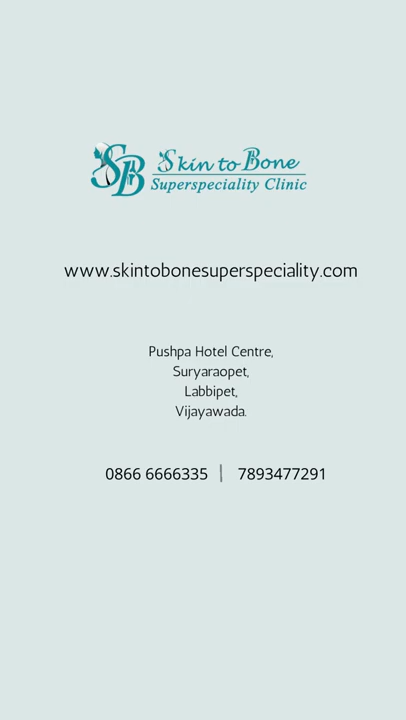 SB
Skin to Bone
Superspeciality Clinic
www.skintobonesuperspeciality.com
Pushpa Hotel Centre,
Suryaraopet,
Labbipet,
Vijayawada.
0866 6666335 | 7893477291